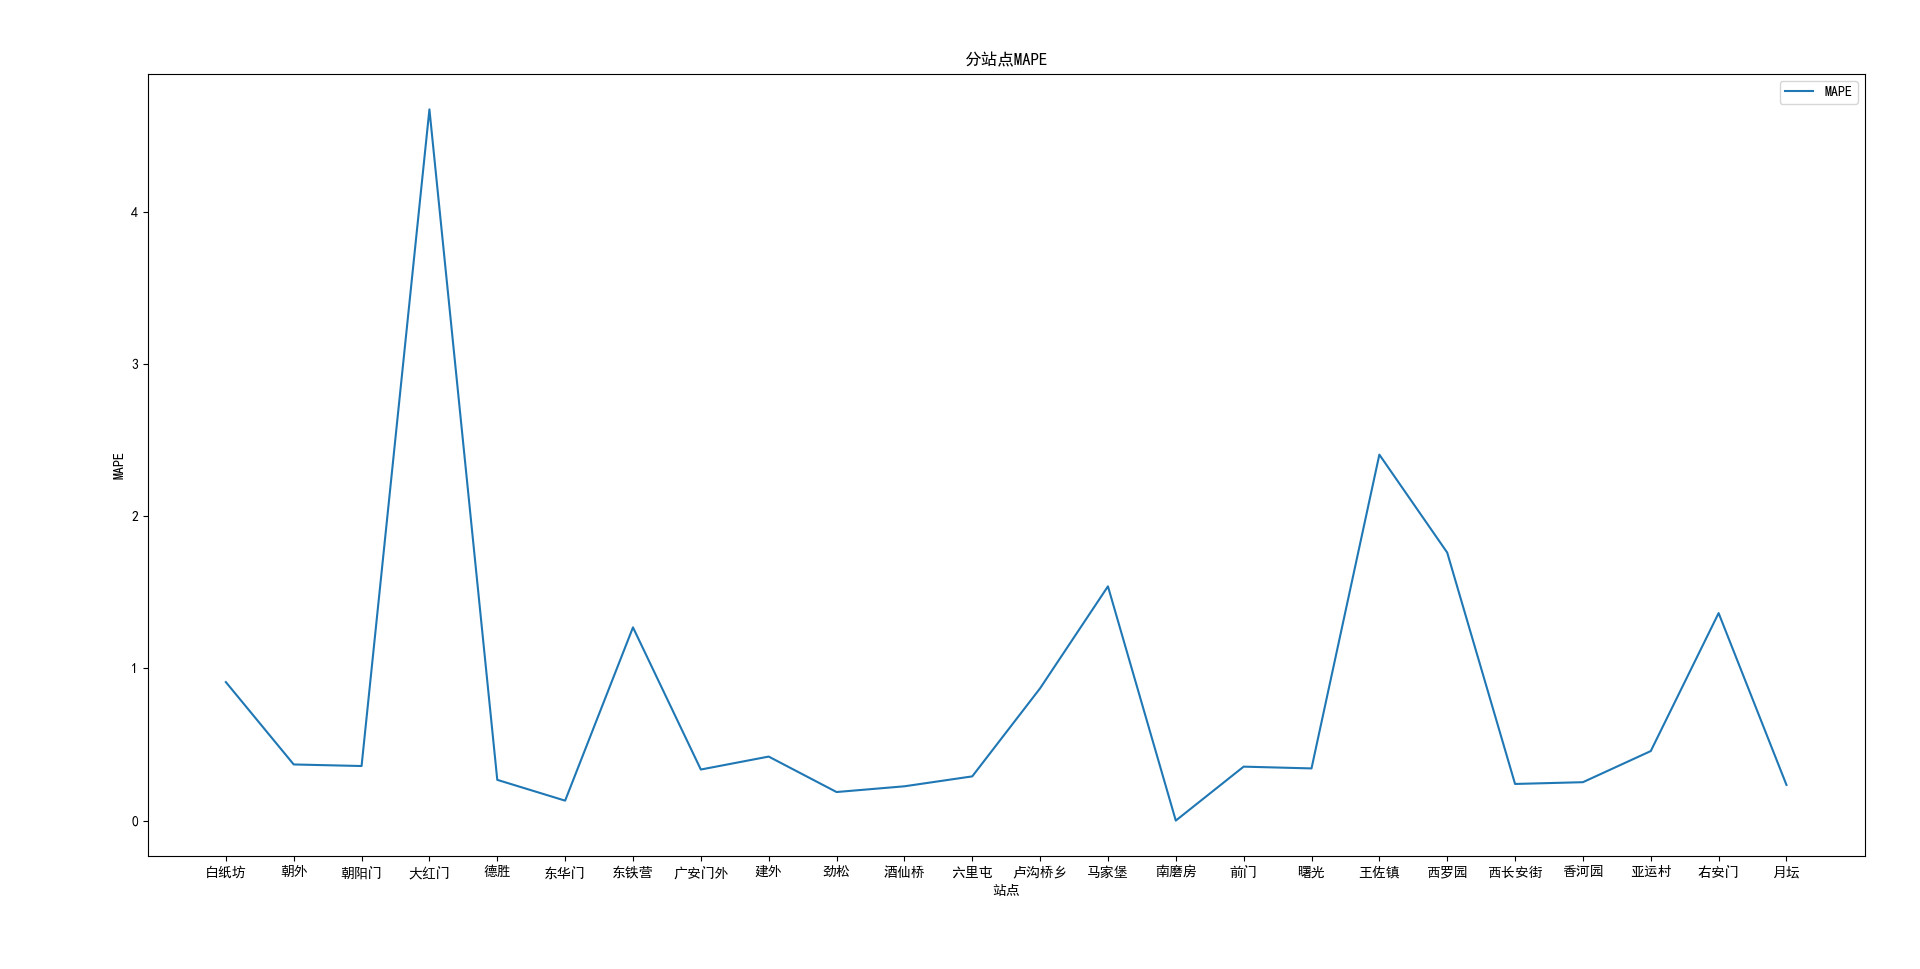 分站点MAPE
MAPE
MAPE
4
3
2
1
0
白纸坊 朝外 朝阳门 大红门 德胜 东华门 东铁营 广安门外 建外 劲松 酒仙桥 六里屯 卢沟桥乡 马家堡 南磨房 前门 曙光 王佐镇 西罗园 西长安街 香河园 亚运村 右安门 月坛
站点